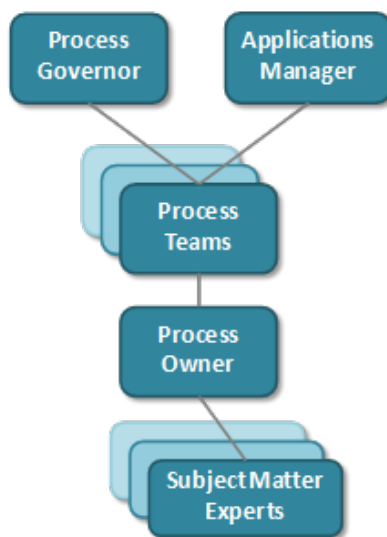 Process
Governor
Applications
Manager
Process
Teams
Process
Owner
Subject Matter
Experts